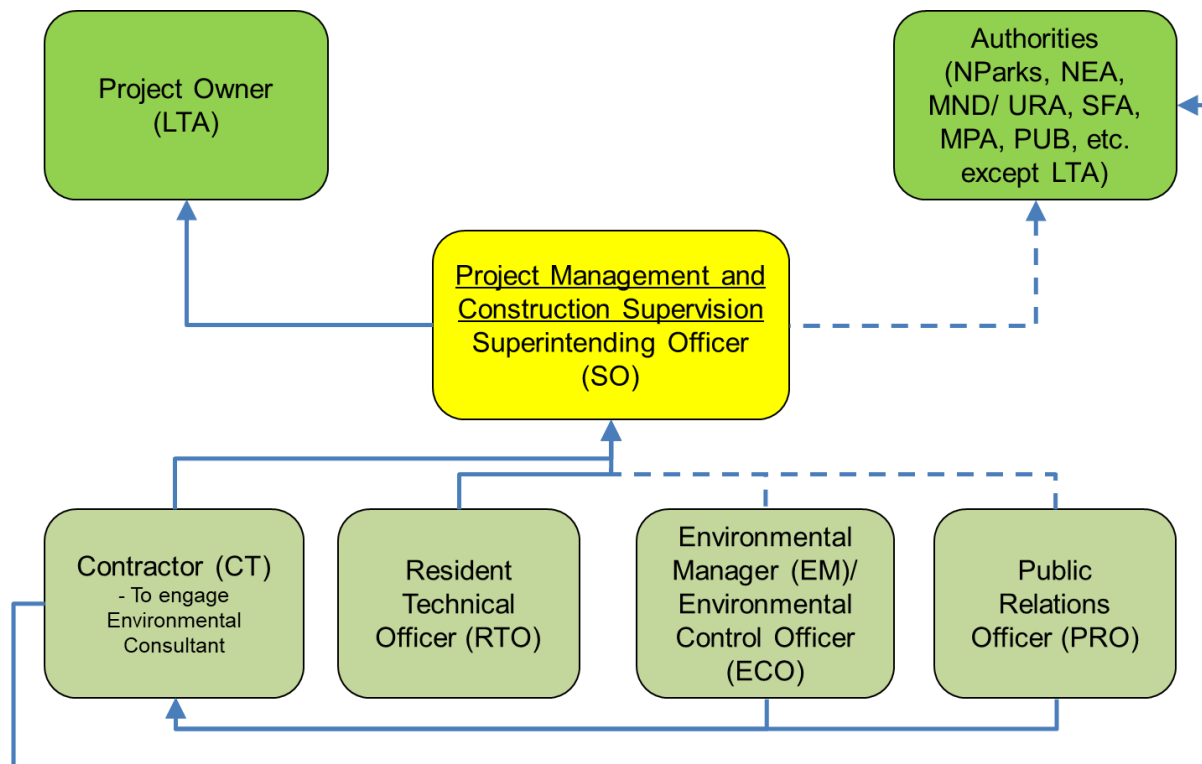 Project Owner
(LTA)
Authorities
(NParks, NEA,
MND/ URA, SFA,
MPA, PUB, etc.
except LTA)
Project Management and
Construction Supervision
Superintending Officer
(SO)
Contractor (CT)
- To engage
Environmental
Consultant
Resident
Technical
Officer (RTO)
Environmental
Manager (EM)/
Environmental
Control Officer
(ECO)
Public
Relations
Officer (PRO)